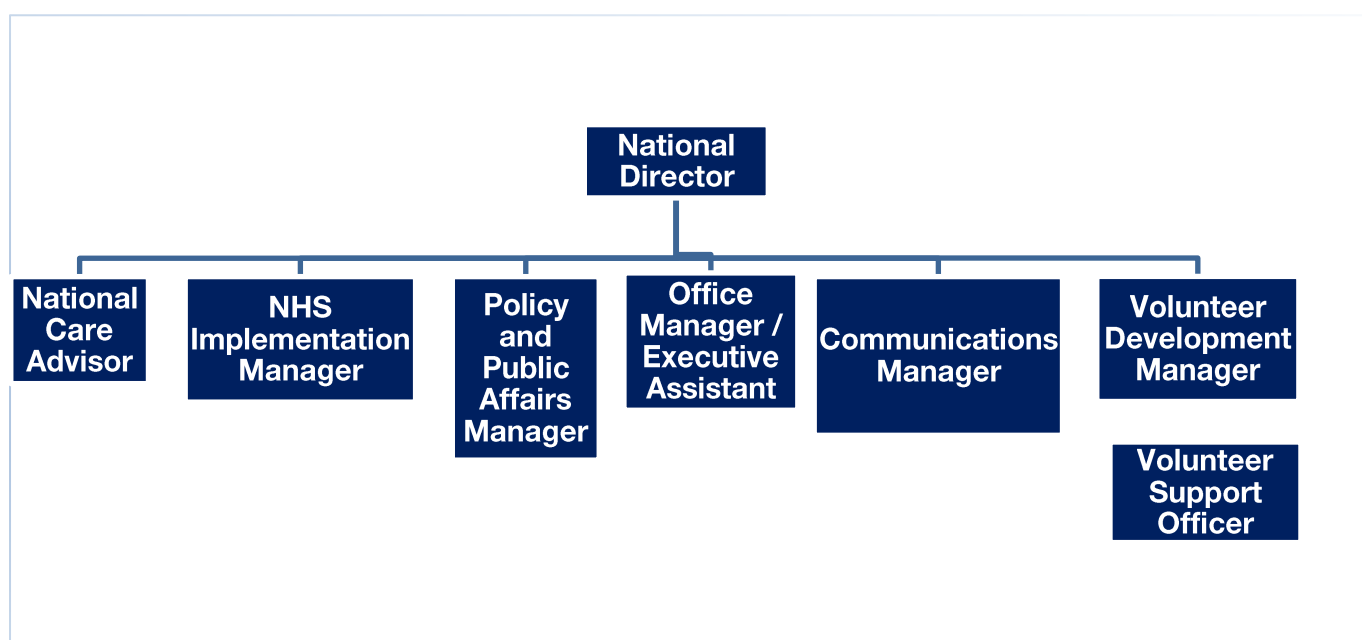 National
Director
National
Care
Advisor
NHS
Implementation
Manager
Policy
and
Public
Affairs
Manager
Office
Manager /
Executive
Assistant
Communications
Manager
Volunteer
Development
Manager
Volunteer
Support
Officer